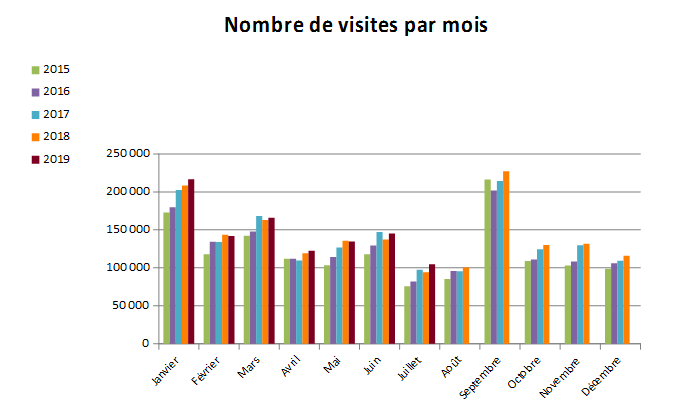 Nombre de visites par mois
2015
2016
2017
2018
2019
250 000
200 000
150 000
100 000
50 000
0
Janvier
Février
Mars
Avril
Mai
Juin
Juillet
Août
Septembre
Octobre
Novembre
Décembre